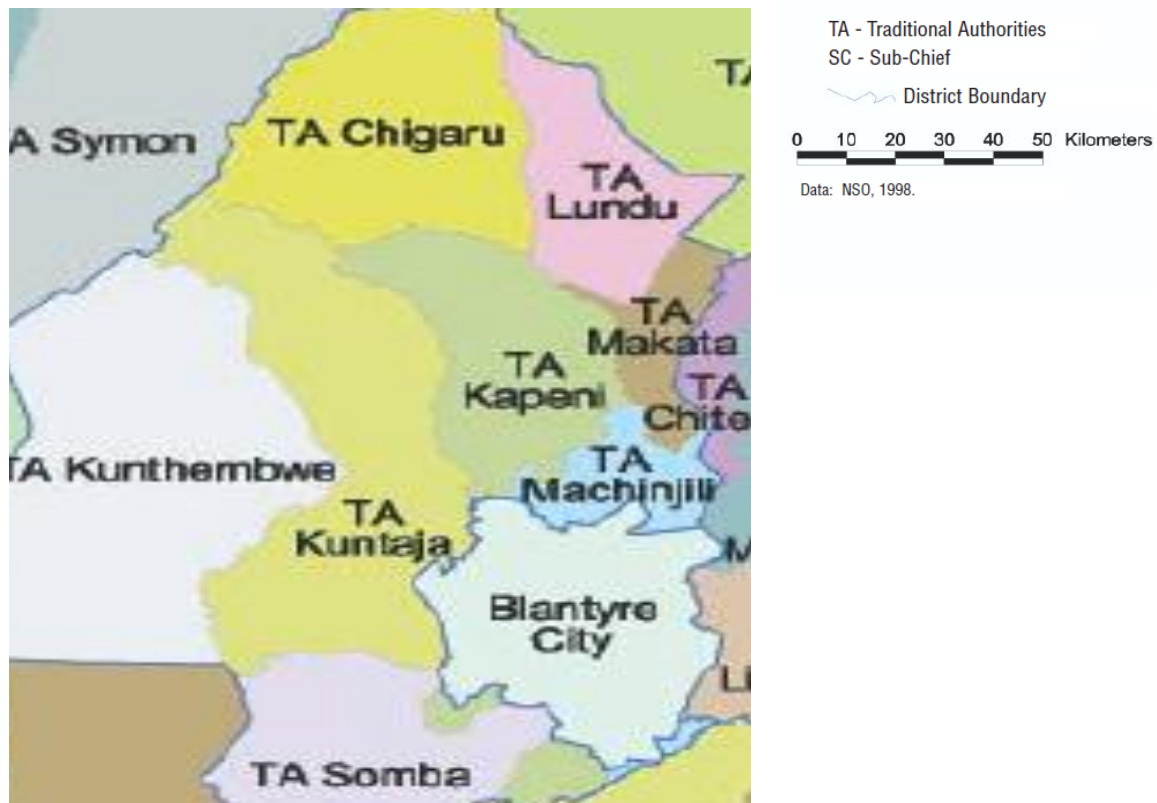 TA
A Symon
TA Chigaru
TA
Lundu
TA
Makata
TA
Kapeni
TA
Chite
TA
Machinjili
TA Kunthembwe
TA
Kuntaja
M
Blantyre
City
TA Somba
TA - Traditional Authorities
SC - Sub-Chief
District Boundary
0 10 20 30 40 50 Kilometers
Data: NSO, 1998.